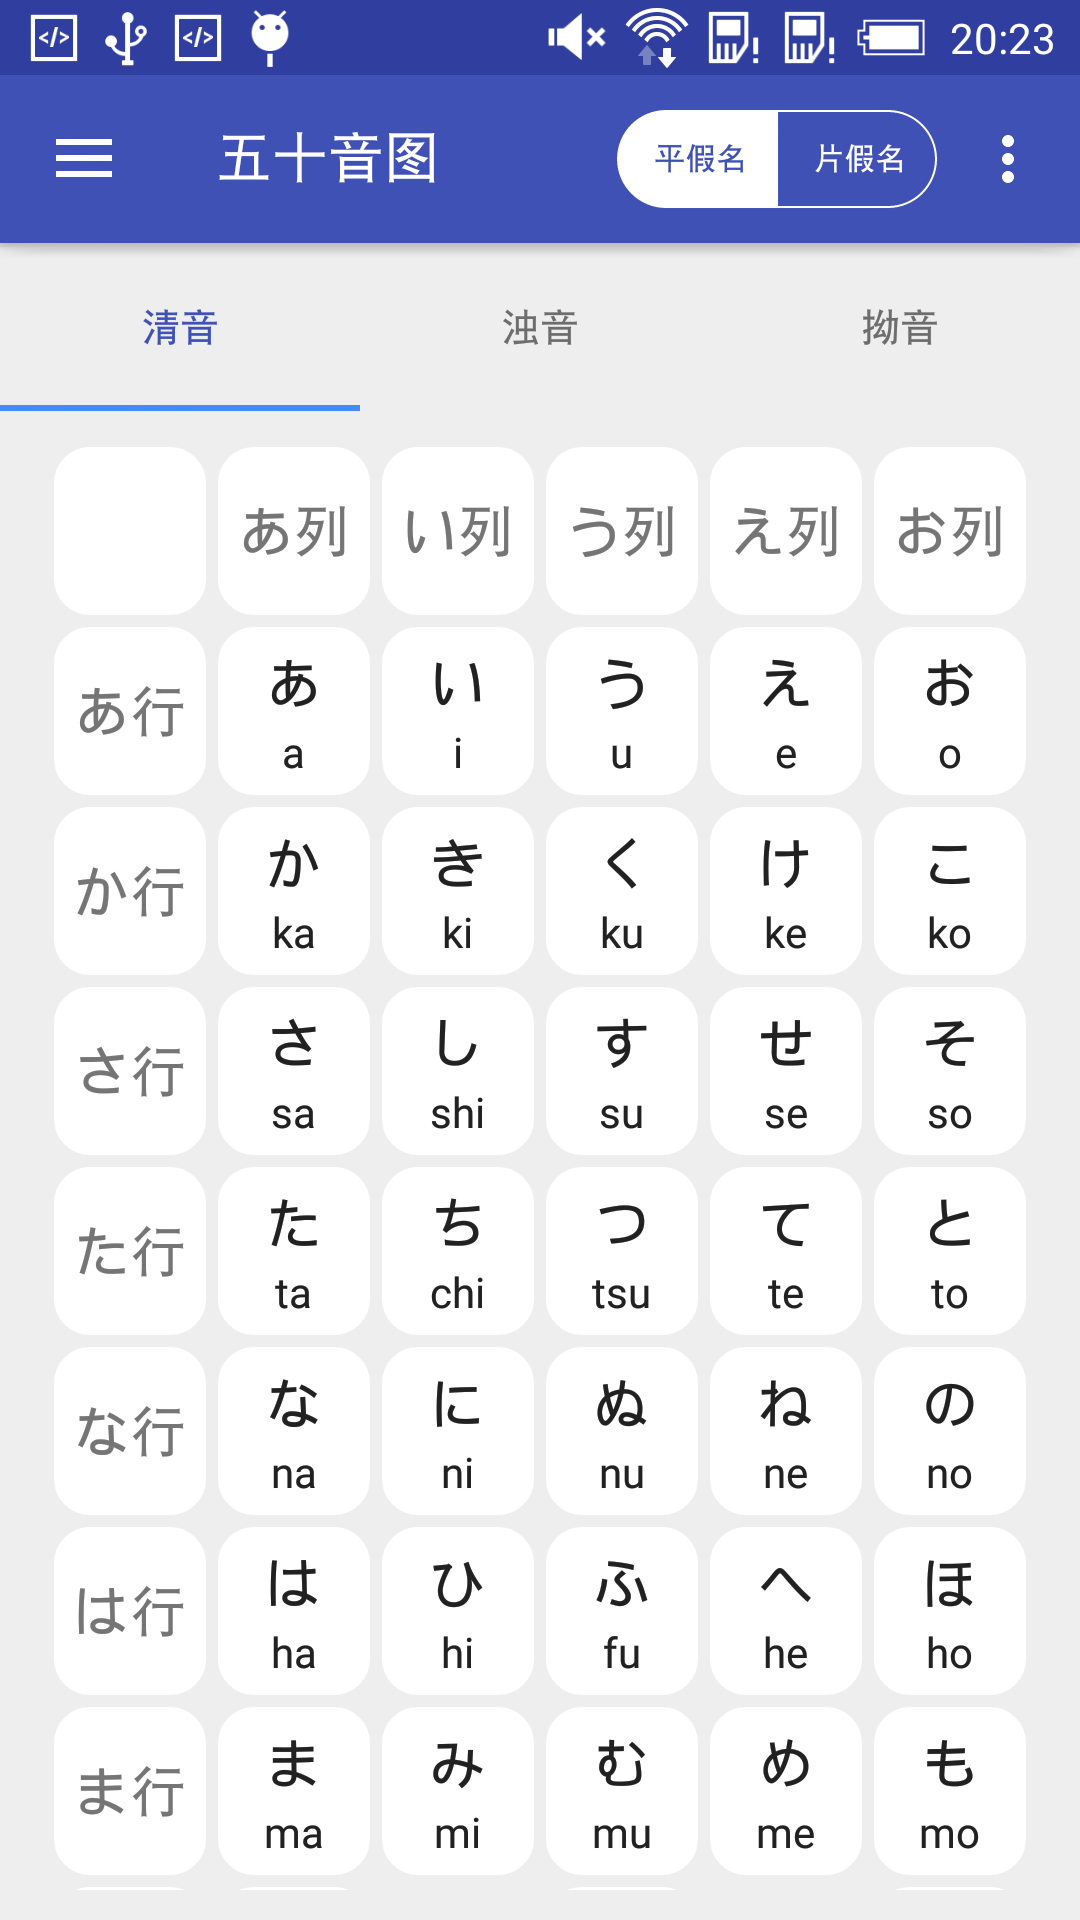 20:23
五十音图 平假名 片假名
清音 浊音 拗音
あ列 い列 う列 え列 お列
あ行 あ い う え お
a i u e o
か行 か き く け こ
ka ki ku ke ko
さ行 さ し す せ そ
sa shi su se so
た行 た ち つ て と
ta chi tsu te to
な行 な に ぬ ね の
na ni nu ne no
は行 は ひ ふ へ ほ
ha hi fu he ho
ま行 ま み む め も
ma mi mu me mo